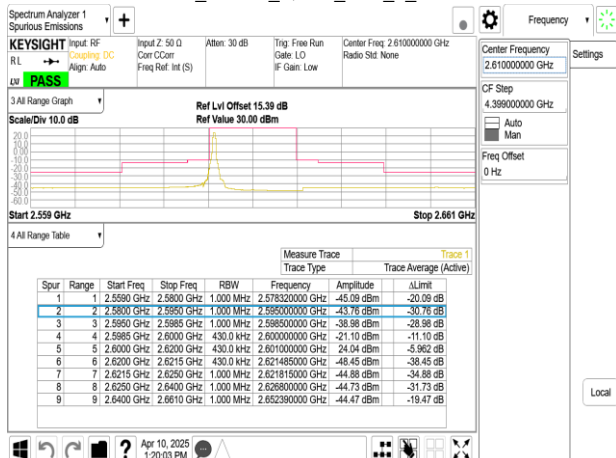 Spectrum Analyzer 1
Spurious Emissions
Frequency
KEYSIGHT
RL
LXI
PASS
Input: RF
Coupling: DC
Align: Auto
Input Z: 50 Ω
Corr CCorr
Freq Ref: Int (S)
Atten: 30 dB
Trig: Free Run
Gate: LO
IF Gain: Low
Center Freq: 2.610000000 GHz
Radio Std: None
Center Frequency
2.610000000 GHz
Settings
CF Step
4.399000000 GHz
Auto
Man
Freq Offset
0 Hz
3 All Range Graph
Scale/Div 10.0 dB
Ref Lvl Offset 15.39 dB
Ref Value 30.00 dBm
20.0
10.0
0.00
-10.0
-20.0
-30.0
-40.0
-50.0
-60.0
Start 2.559 GHz
Stop 2.661 GHz
4 All Range Table
Measure Trace Trace 1
Trace Type Trace Average (Active)
Spur Range Start Freq Stop Freq RBW Frequency Amplitude ΔLimit
1 1 2.5590 GHz 2.5800 GHz 1.000 MHz 2.578320000 GHz -45.09 dBm -20.09 dB
2 2 2.5800 GHz 2.5950 GHz 1.000 MHz 2.595000000 GHz -43.76 dBm -30.76 dB
3 3 2.5950 GHz 2.5985 GHz 1.000 MHz 2.598500000 GHz -38.98 dBm -28.98 dB
4 4 2.5985 GHz 2.6000 GHz 430.0 kHz 2.600000000 GHz -21.10 dBm -11.10 dB
5 5 2.6000 GHz 2.6200 GHz 430.0 kHz 2.601000000 GHz 24.04 dBm -5.962 dB
6 6 2.6200 GHz 2.6215 GHz 430.0 kHz 2.621485000 GHz -48.45 dBm -38.45 dB
7 7 2.6215 GHz 2.6250 GHz 1.000 MHz 2.621815000 GHz -44.88 dBm -34.88 dB
8 8 2.6250 GHz 2.6400 GHz 1.000 MHz 2.626800000 GHz -44.73 dBm -31.73 dB
9 9 2.6400 GHz 2.6610 GHz 1.000 MHz 2.652390000 GHz -44.47 dBm -19.47 dB
Local
Apr 10, 2025
1:20:03 PM